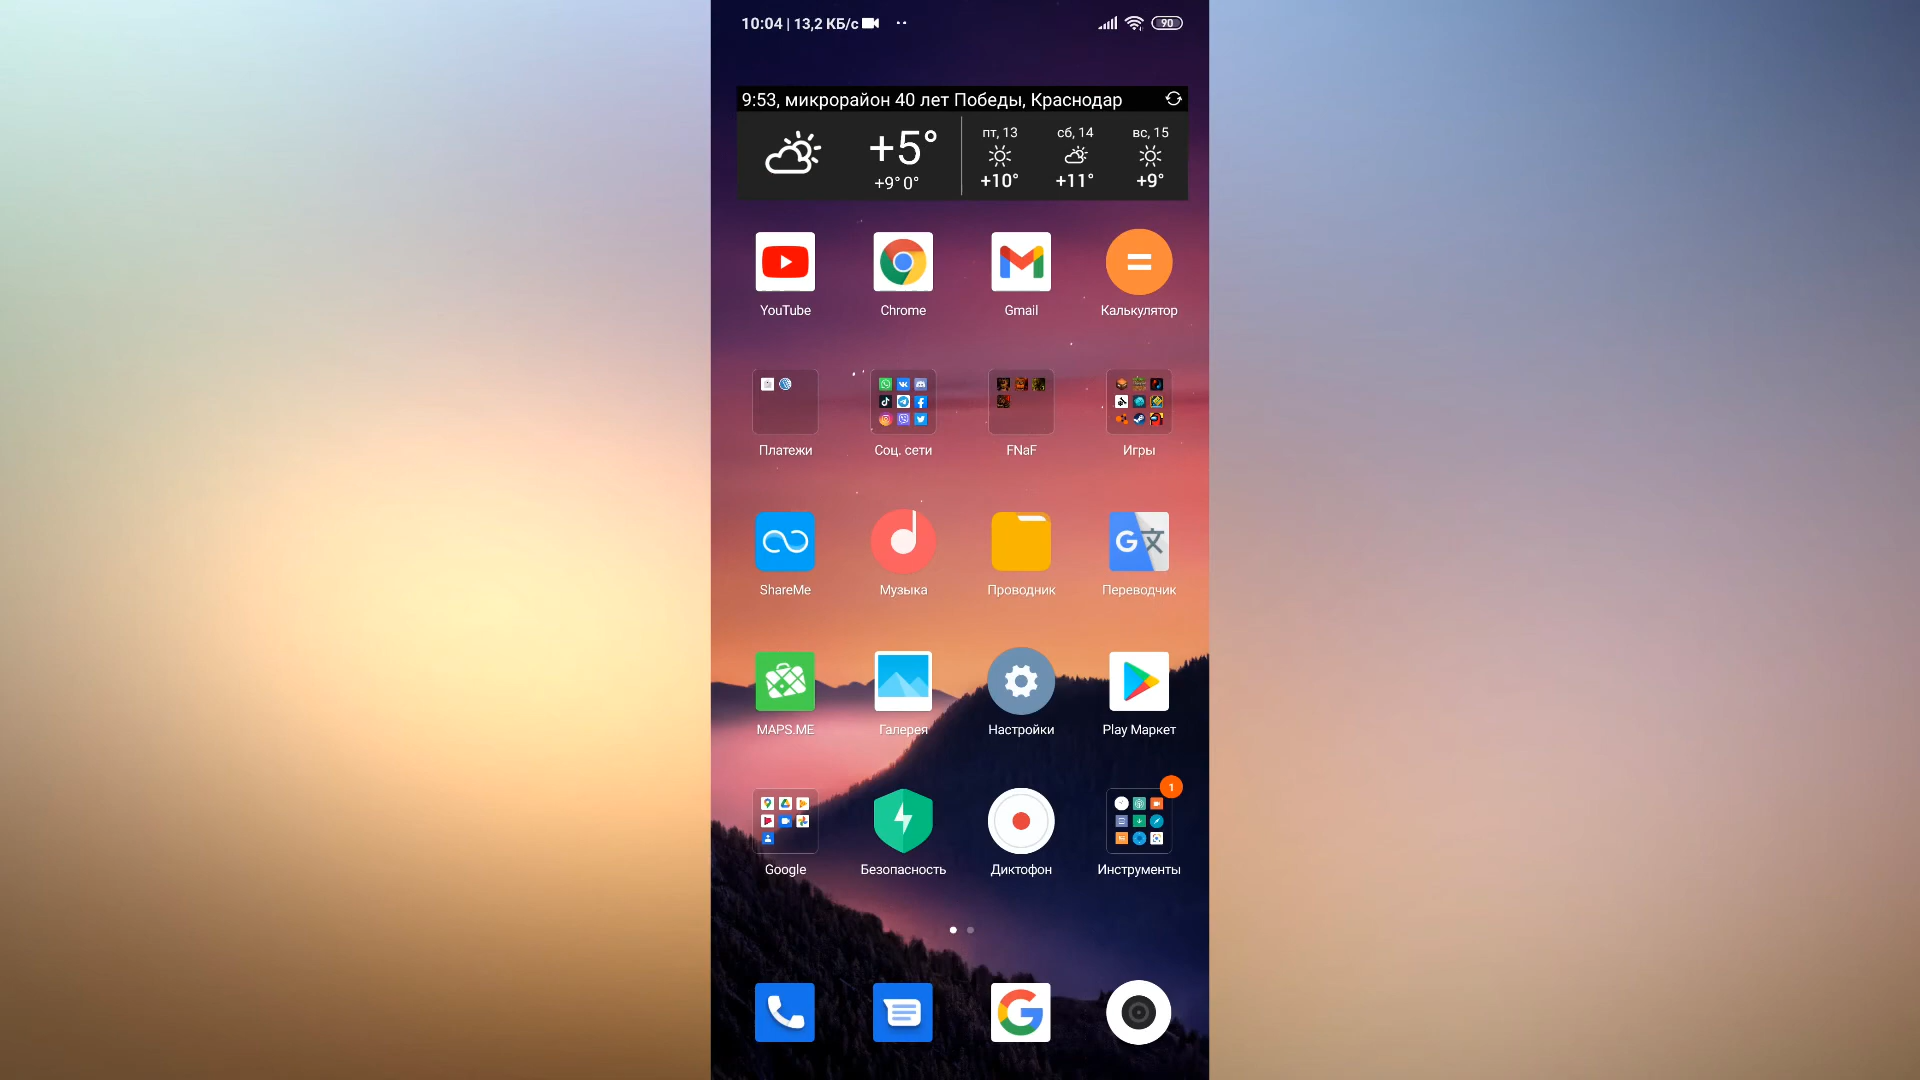 10:04 | 13,2 КБ/с
90
9:53, микрорайон 40 лет Победы, Краснодар
+5°
+9° 0°
пт, 13 сб, 14 вс, 15
+10° +11° +9°
YouTube Chrome Gmail Калькулятор
Платежи Соц. сети FNaF Игры
ShareMe Музыка Проводник Переводчик
MAPS.ME Галерея Настройки Play Маркет
1
Google Безопасность Диктофон Инструменты